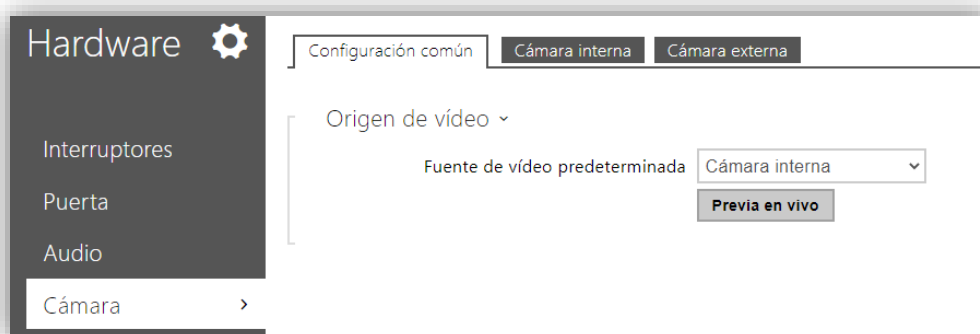 Hardware
Configuración común
Cámara interna
Cámara externa
Origen de vídeo
Interruptores
Fuente de vídeo predeterminada Cámara interna
Puerta
Previa en vivo
Audio
Cámara